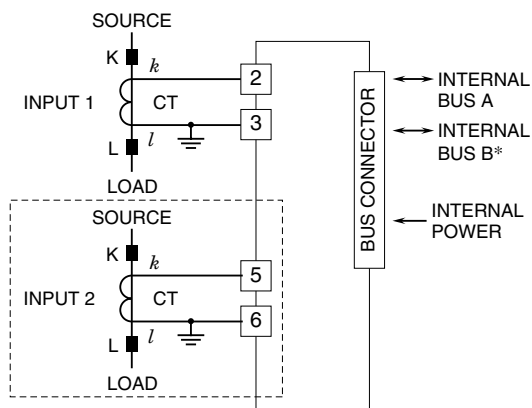 SOURCE
K
k
2
INPUT 1
CT
3
L
l
LOAD
SOURCE
K
k
5
INPUT 2
CT
6
L
l
LOAD
BUS CONNECTOR
INTERNAL
BUS A
INTERNAL
BUS B*
INTERNAL
POWER